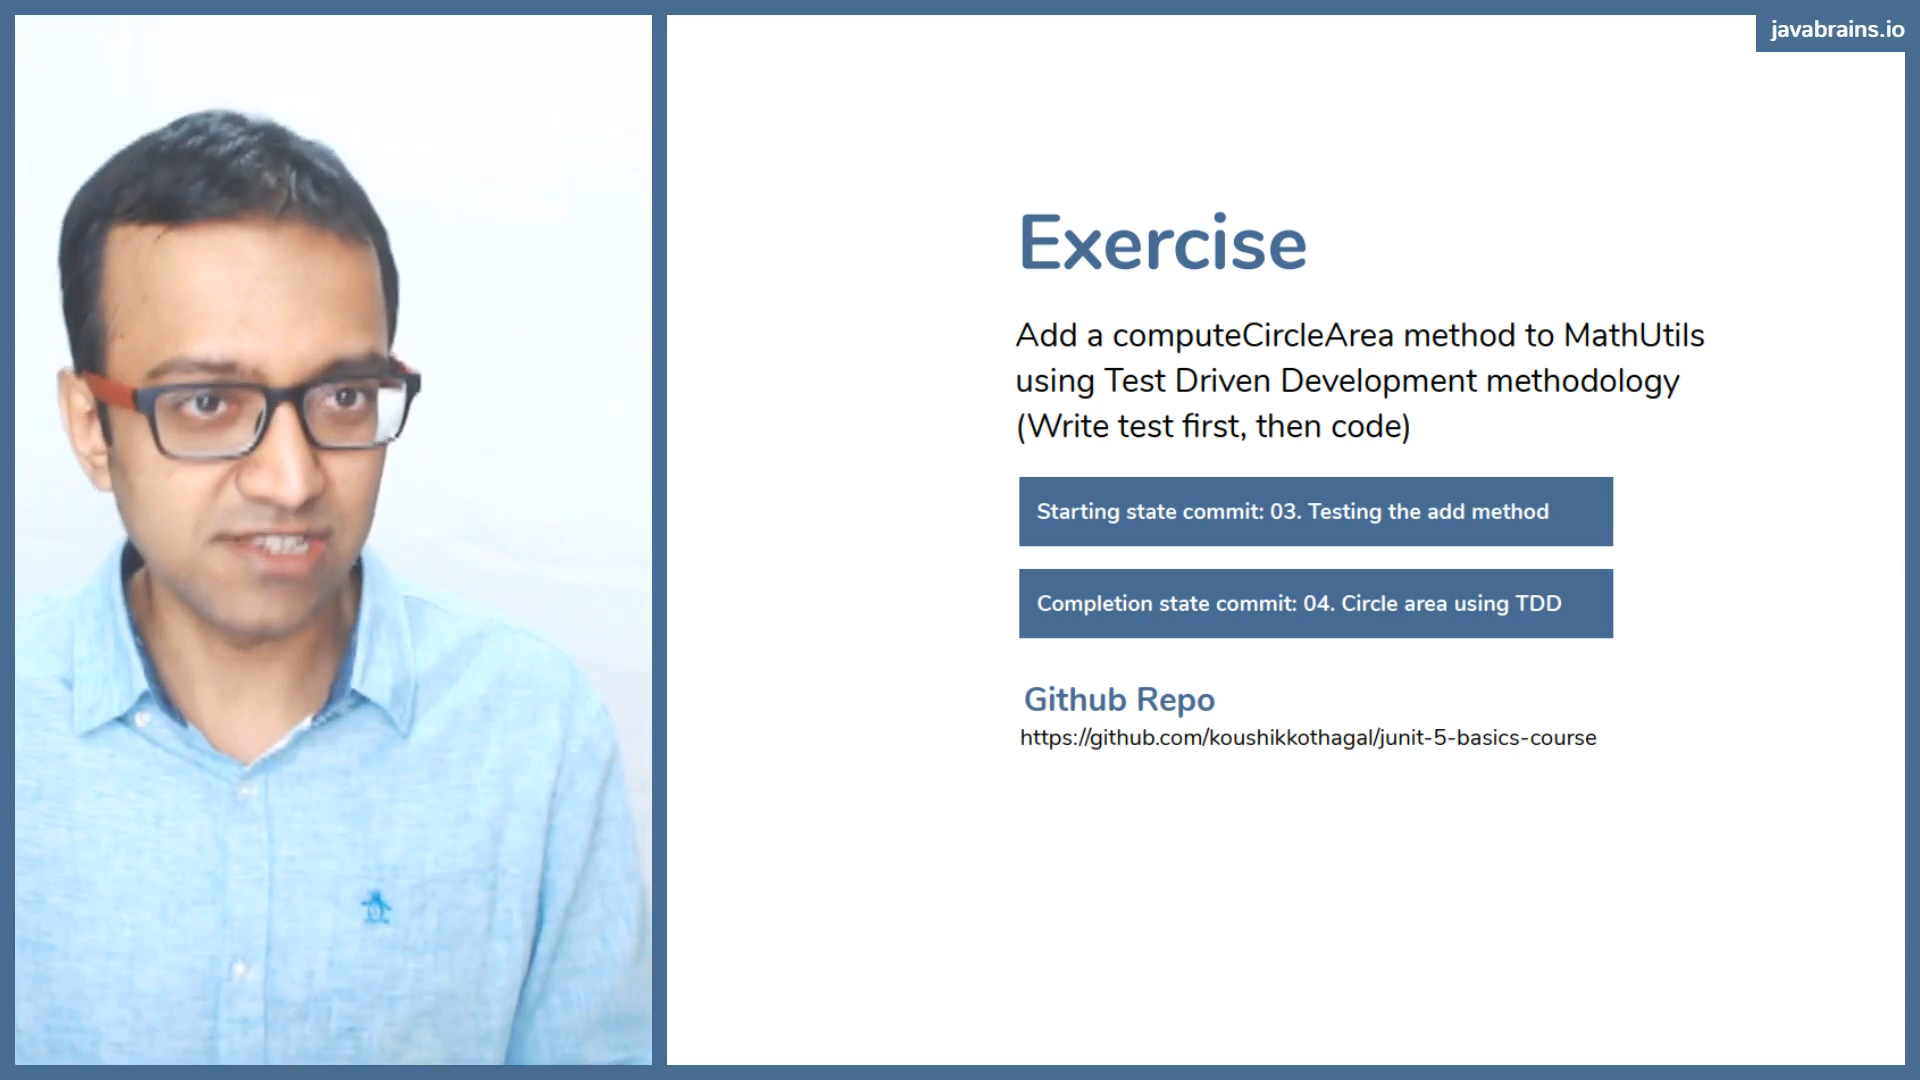 javabrains.io
Exercise
Add a computeCircleArea method to MathUtils
using Test Driven Development methodology
(Write test first, then code)
Starting state commit: 03. Testing the add method
Completion state commit: 04. Circle area using TDD
Github Repo
https://github.com/koushikkothagal/junit-5-basics-course